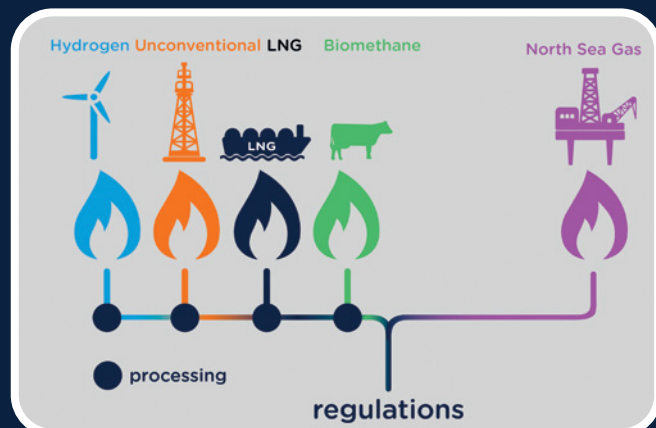 Hydrogen Unconventional LNG Biomethane
North Sea Gas
LNG
processing
regulations